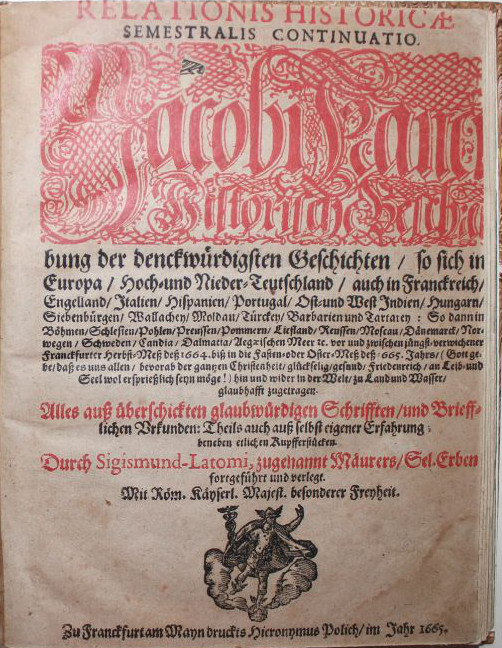 RELATIONIS HISTORICÆ
SEMESTRALIS CONTINUATIO.
Jacobi Franci
Historische Beschrei
bung der denckwürdigsten Geschichten / so sich in
Europa / Hoch-und Nieder-Teutschland / auch in Franckreich /
Engelland / Italien / Hispanien / Portugal / Ost-und West Indien / Hungarn /
Siebenbürgen / Wallachey / Moldau / Türckey / Barbarien und Tartarey : So dann in
Böhmen / Schlesien / Pohlen / Preussen / Pommern / Liefland / Reussen / Moscau / Dänemarck / Nor-
wegen / Schweden / Candia / Dalmatia / Aegæischen Meer ꝛc. vor und zwischen jüngst-verwichener
Franckfurter Herbst-Meß deß 1664. biß in die Fasten-oder Oster-Meß deß 1665. Jahrs / (Gott ge-
be / daß es uns allen / bevorab der gantzen Christenheit / glückselig / gesund / Friedenreich / an Leib-und
Seel wol ersprießlich seyn möge!) hin und wider in der Welt / zu Land und Wasser /
glaubhafft zugetragen.
Alles auß überschickten glaubwürdigen Schrifften / und Brieff-
lichen Urkunden : Theils auch auß selbst eigener Erfahrung :
beneben etlichen Kupfferstücken.
Durch Sigismund-Latomi, zugenannt Mäurers / Sel. Erben
fortgeführt und verlegt.
Mit Röm. Käyserl. Majest. besonderer Freyheit.
Zu Franckfurt am Mayn druckts Hieronymus Polich / im Jahr 1665.